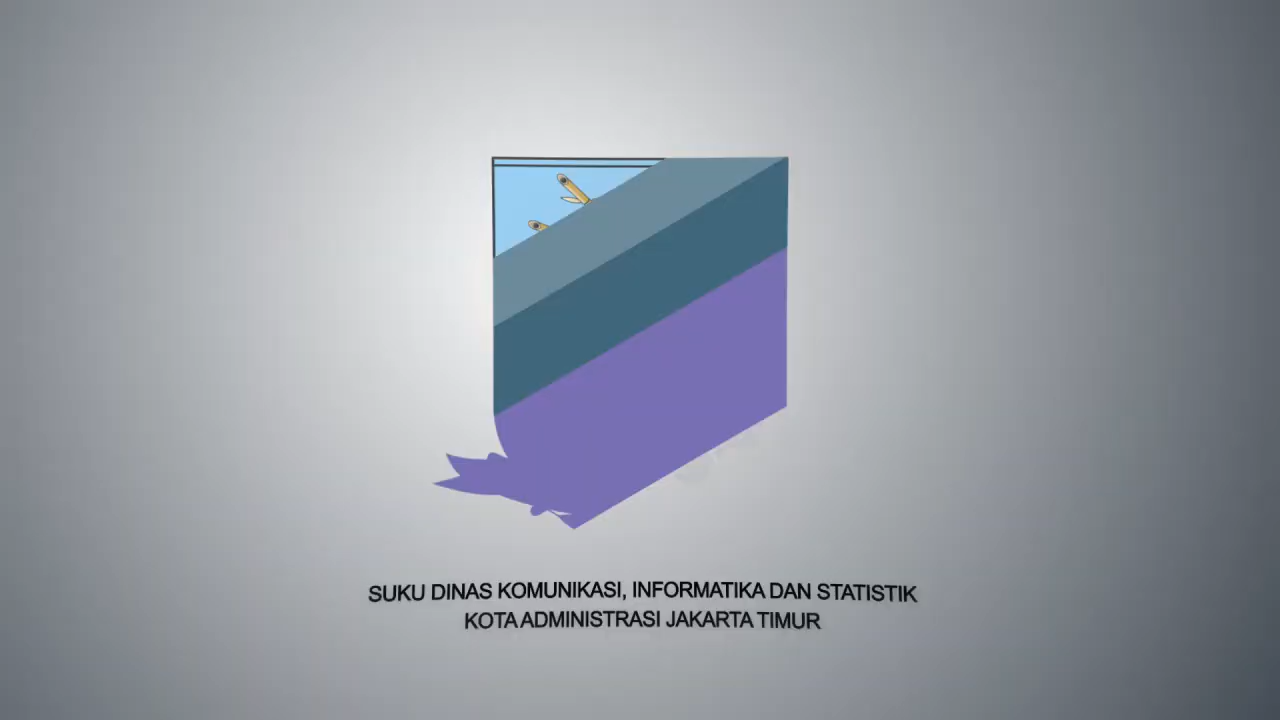 SUKU DINAS KOMUNIKASI, INFORMATIKA DAN STATISTIK
KOTA ADMINISTRASI JAKARTA TIMUR